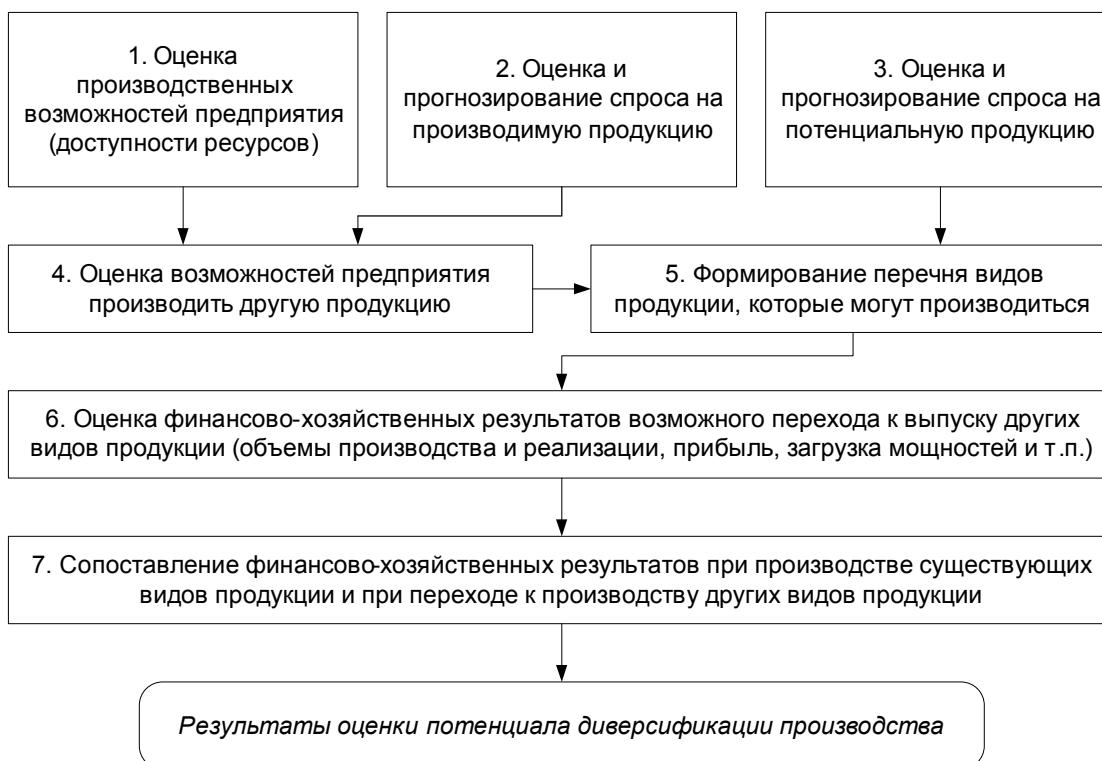 1. Оценка
производственных
возможностей предприятия
(доступности ресурсов)
2. Оценка и
прогнозирование спроса на
производимую продукцию
3. Оценка и
прогнозирование спроса на
потенциальную продукцию
4. Оценка возможностей предприятия
производить другую продукцию
5. Формирование перечня видов
продукции, которые могут производиться
6. Оценка финансово-хозяйственных результатов возможного перехода к выпуску других
видов продукции (объемы производства и реализации, прибыль, загрузка мощностей и т.п.)
7. Сопоставление финансово-хозяйственных результатов при производстве существующих
видов продукции и при переходе к производству других видов продукции
Результаты оценки потенциала диверсификации производства